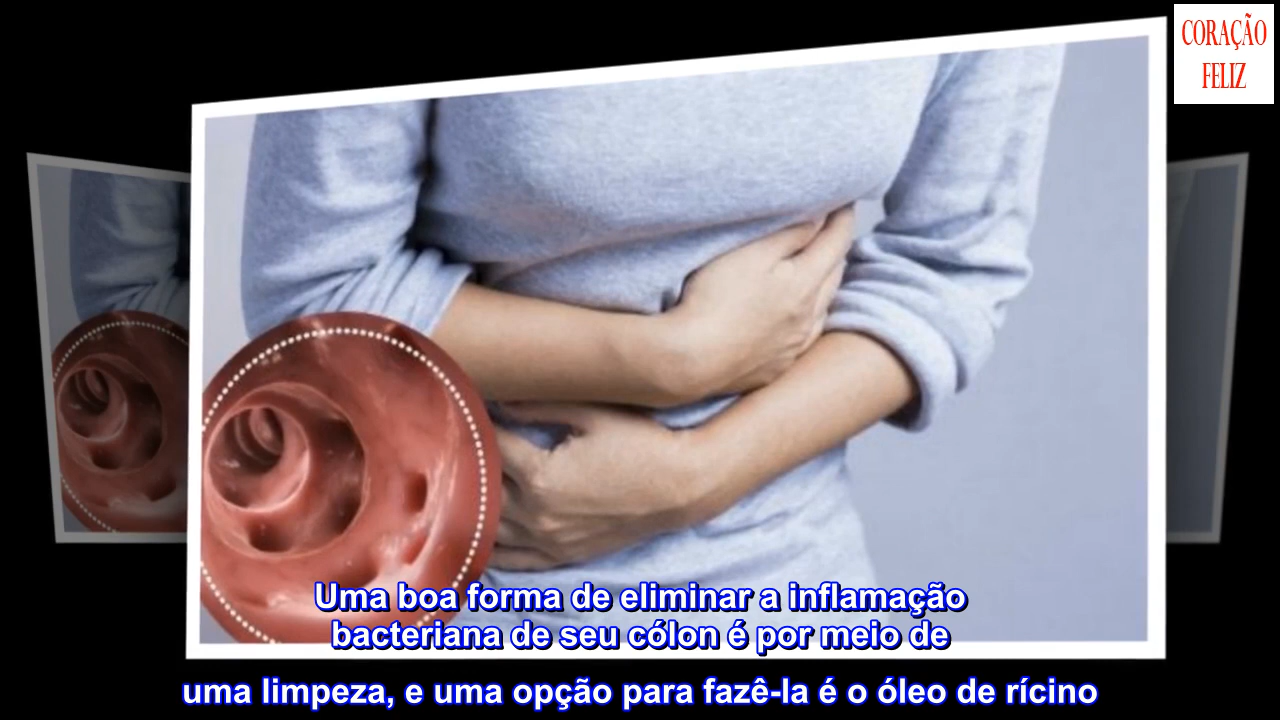 CORAÇÃO
FELIZ
Uma boa forma de eliminar a inflamação
bacteriana de seu cólon é por meio de
uma limpeza, e uma opção para fazê-la é o óleo de rícino